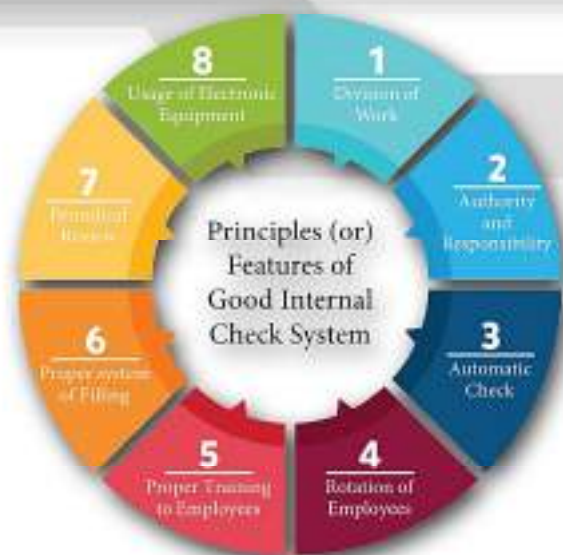 Principles (or)
Features of
Good Internal
Check System
1
Division of
Work
2
Authority
and
Responsibility
3
Automatic
Check
4
Rotation of
Employees
5
Proper Training
to Employees
6
Proper system
of Filling
7
Periodical
Review
8
Usage of Electronic
Equipment